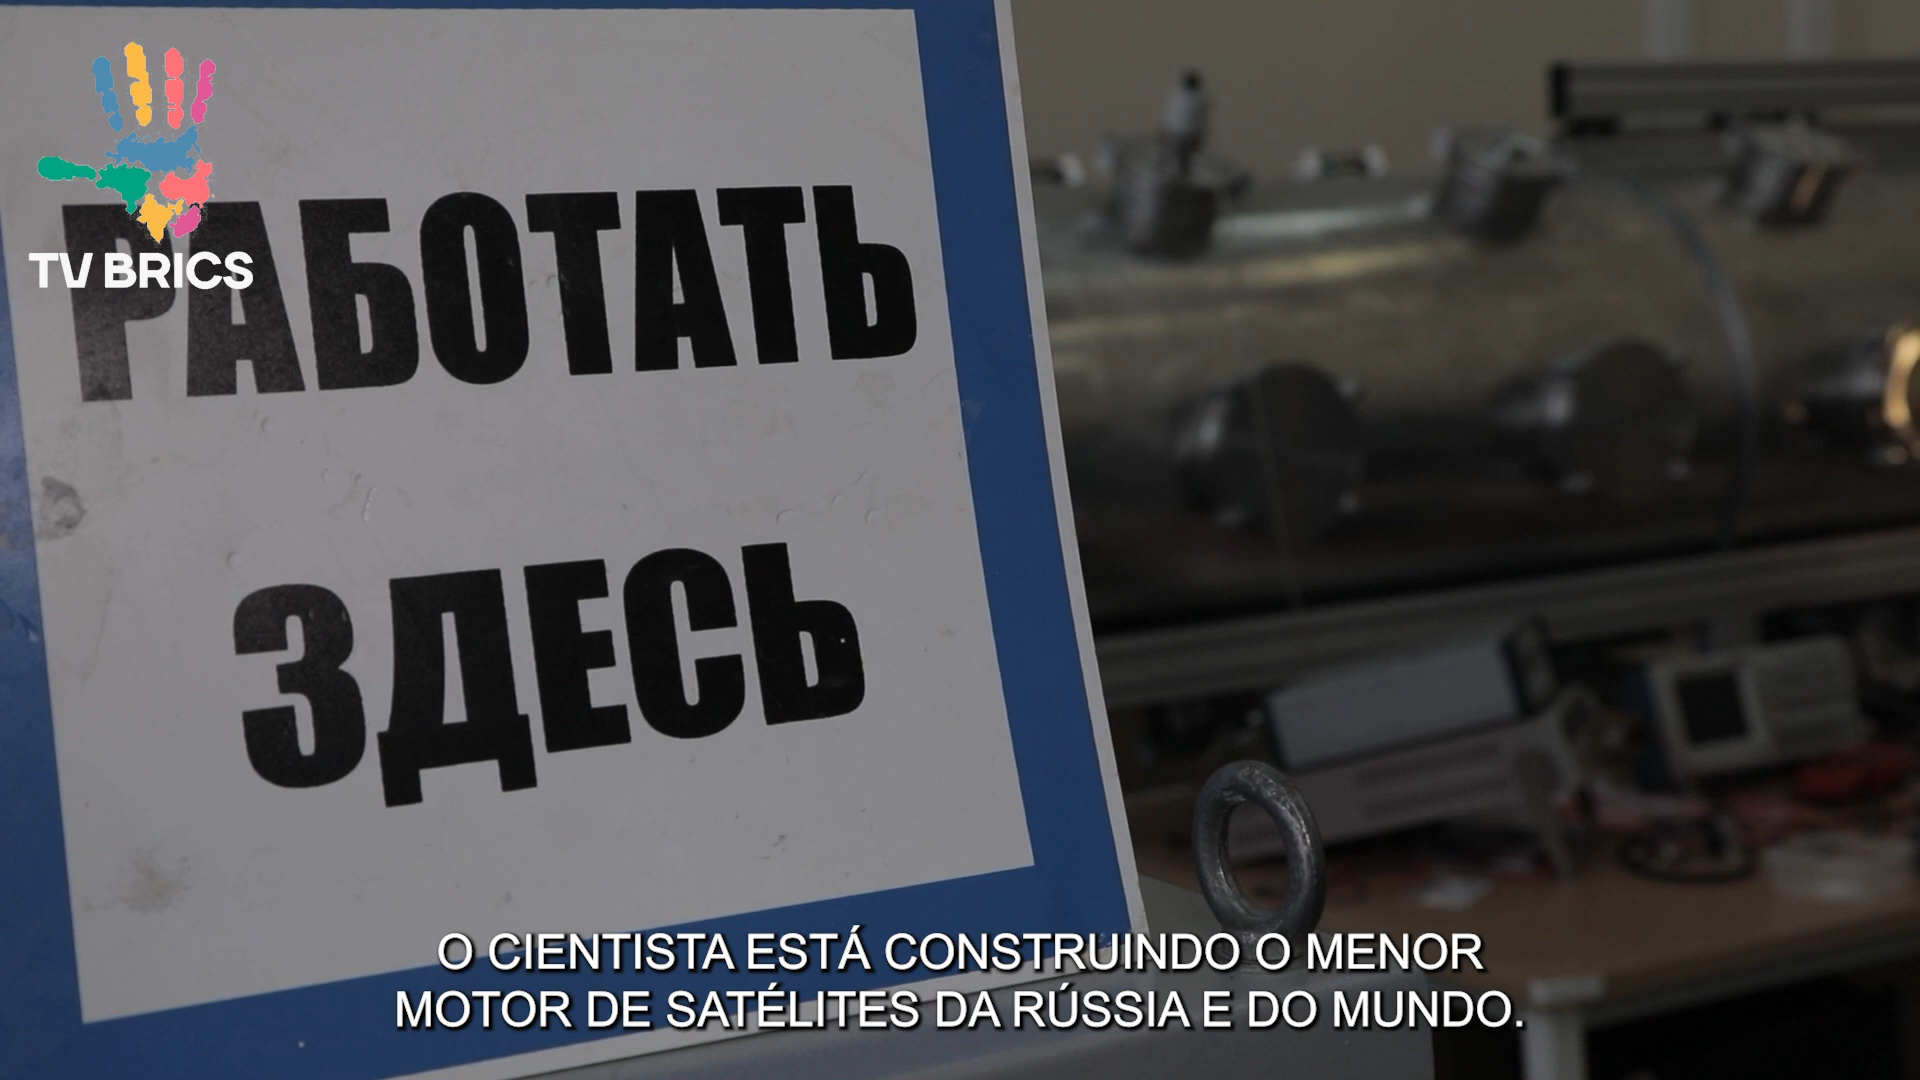 TV BRICS
РАБОТАТЬ
ЗДЕСЬ
O CIENTISTA ESTÁ CONSTRUINDO O MENOR
MOTOR DE SATÉLITES DA RÚSSIA E DO MUNDO.